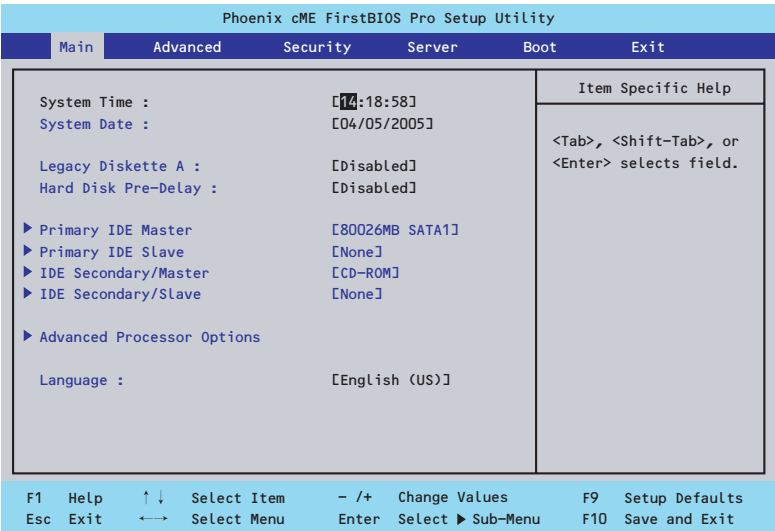 Phoenix cME FirstBIOS Pro Setup Utility
Main Advanced Security Server Boot Exit
System Time : [14:18:58]
System Date : [04/05/2005]
Legacy Diskette A : [Disabled]
Hard Disk Pre-Delay : [Disabled]
▶ Primary IDE Master [80026MB SATA1]
▶ Primary IDE Slave [None]
▶ IDE Secondary/Master [CD-ROM]
▶ IDE Secondary/Slave [None]
▶ Advanced Processor Options
Language : [English (US)]
Item Specific Help
<Tab>, <Shift-Tab>, or
<Enter> selects field.
F1 Help ↑↓ Select Item - /+ Change Values F9 Setup Defaults
Esc Exit ←→ Select Menu Enter Select ▶ Sub-Menu F10 Save and Exit